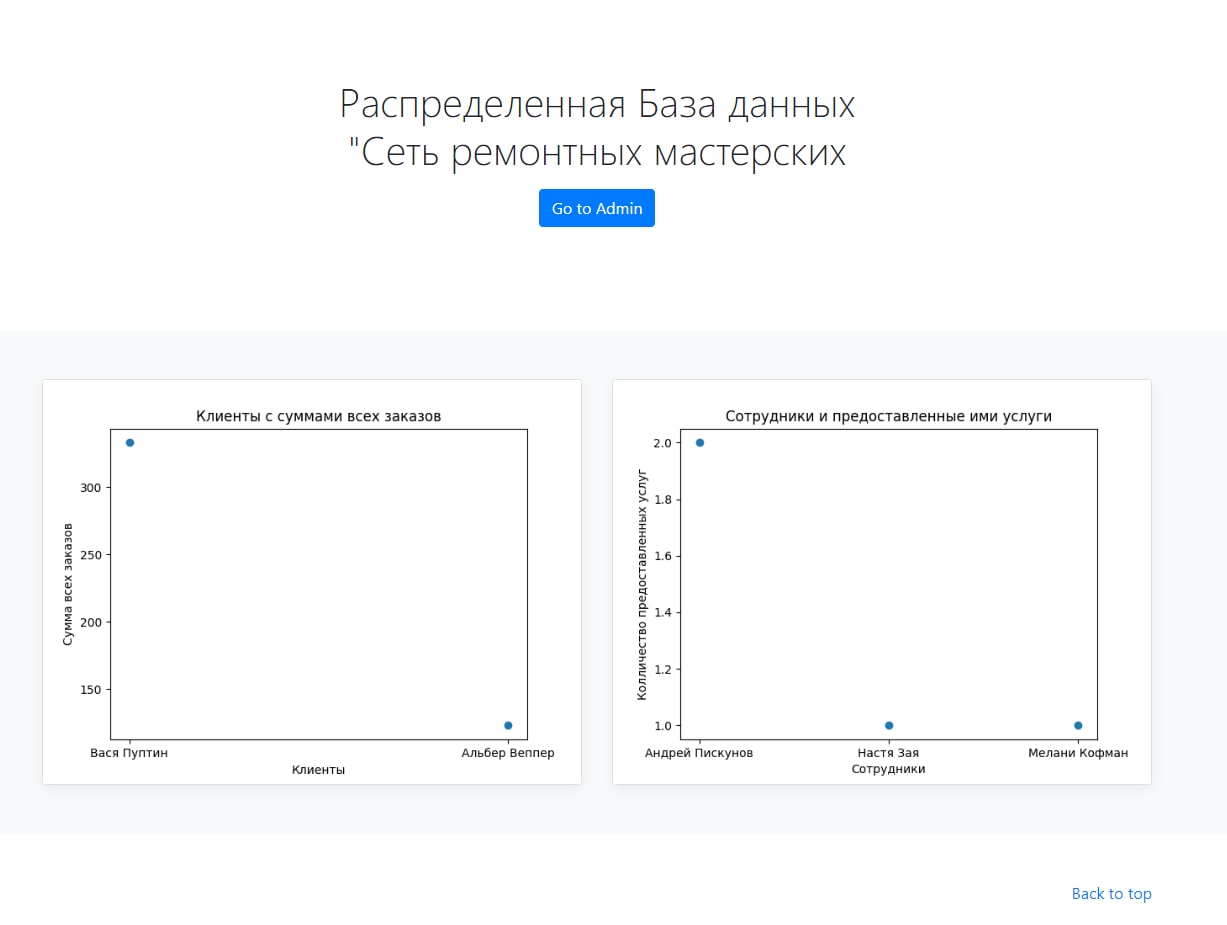 Распределенная База данных
"Сеть ремонтных мастерских
Go to Admin
Клиенты с суммами всех заказов
Сумма всех заказов
300
250
200
150
Вася Пуптин
Альбер Веппер
Клиенты
Сотрудники и предоставленные ими услуги
Колличество предоставленных услуг
2.0
1.8
1.6
1.4
1.2
1.0
Андрей Пискунов
Настя Зая
Мелани Кофман
Сотрудники
Back to top